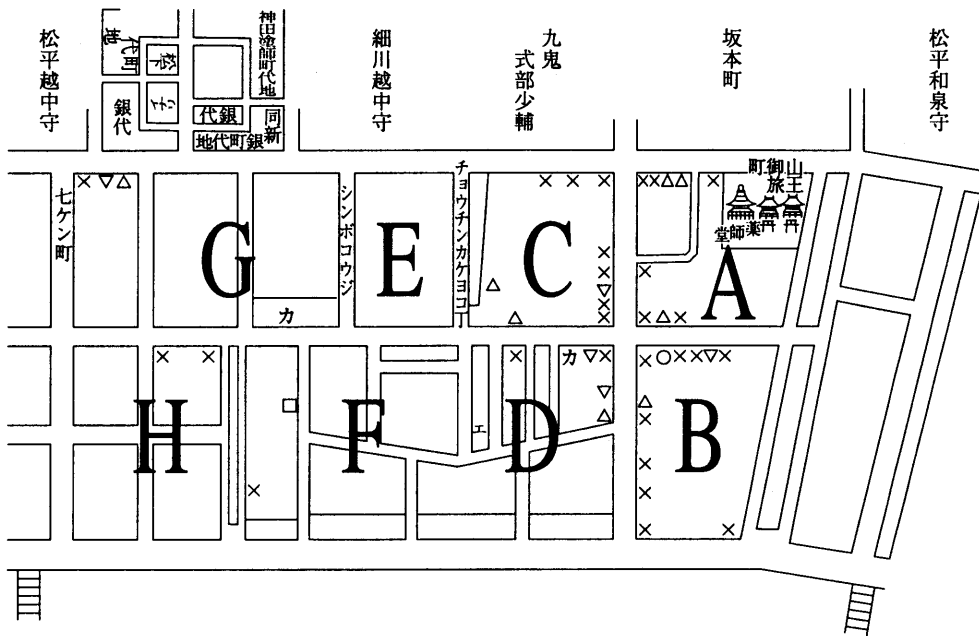 松平和泉守
坂本町
九鬼
式部少輔
細川越中守
松平越中守
神田塗師町代地
同新
銀町代地
銀代
銀代
代町
地
山王
御旅
町
薬師堂
チョウチンカケヨコ
シンボコウジ
七ケン町
G
E
C
A
カ
カ
エ
H
F
D
B